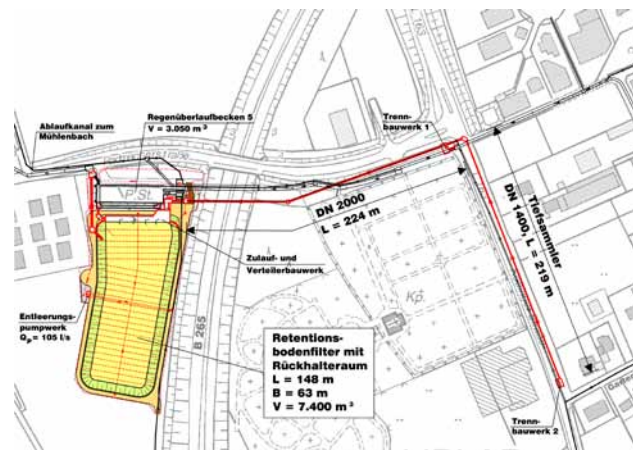 163
Regenüberlaufbecken 5
V = 3.050 m³
Ablaufkanal zum
Mühlenbach
Trenn-
bauwerk 1
P.St.
DN 2000
L = 224 m
Tiefsammler
DN 1400, L = 219 m
Zulauf- und
Verteilerbauwerk
Kp.
Entleerungs-
pumpwerk
Qp = 105 l/s
B 265
Retentions-
bodenfilter mit
Rückhalteraum
L = 148 m
B = 63 m
V = 7.400 m³
Trenn-
bauwerk 2